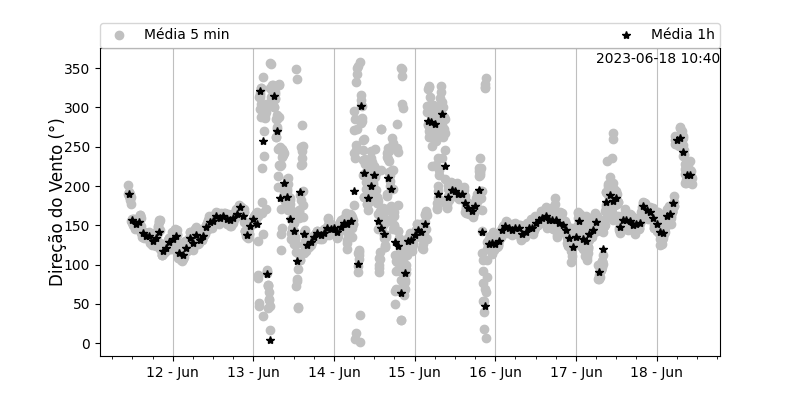 Média 5 min
Média 1h
2023-06-18 10:40
Direção do Vento (°)
350
300
250
200
150
100
50
0
12 - Jun
13 - Jun
14 - Jun
15 - Jun
16 - Jun
17 - Jun
18 - Jun